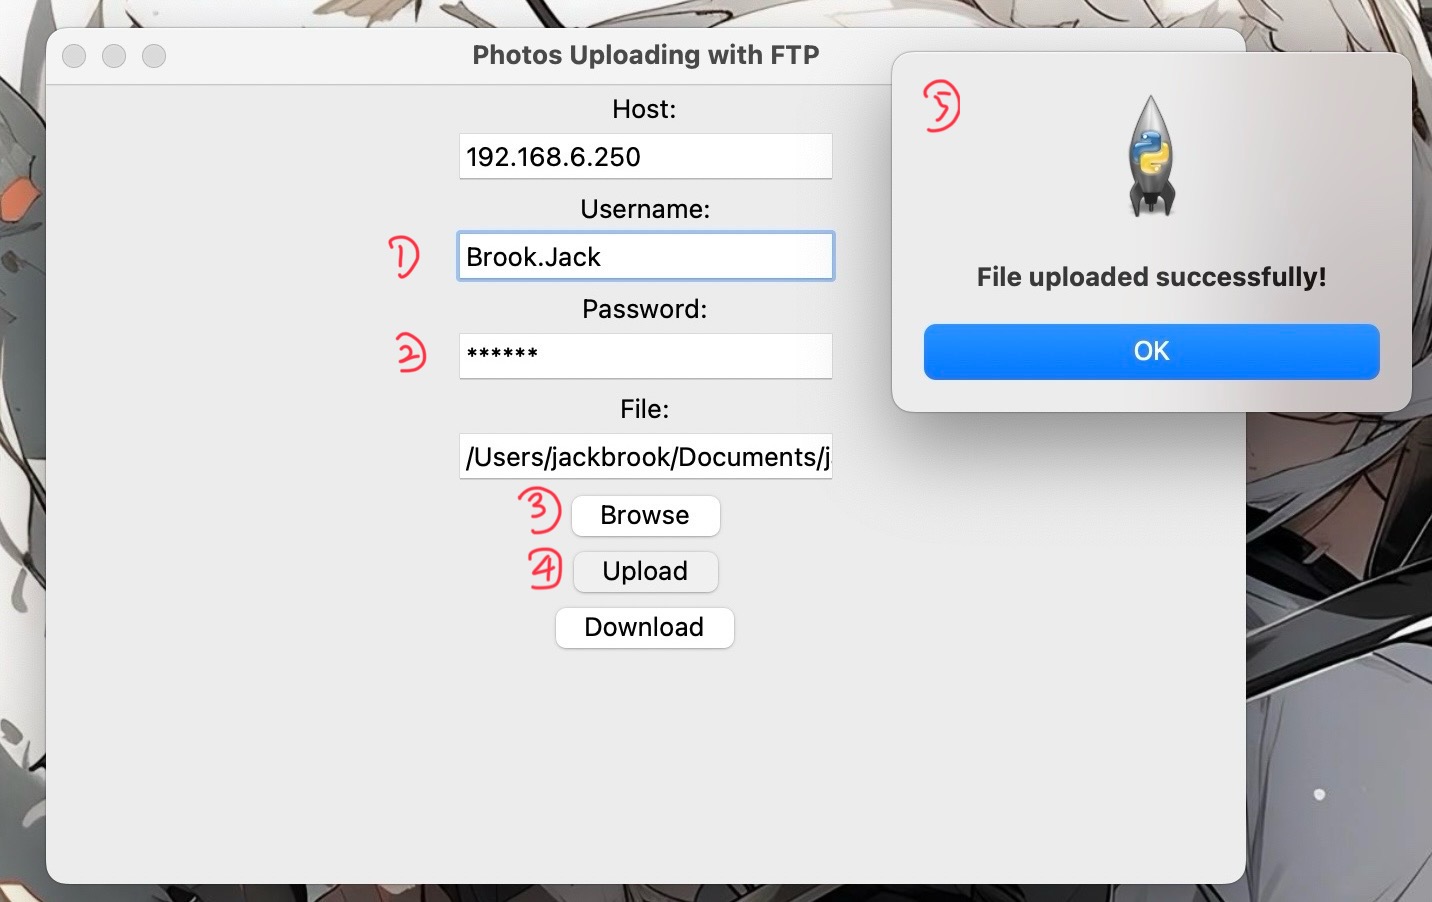 Photos Uploading with FTP
Host:
192.168.6.250
Username:
1 Brook.Jack
Password:
2 ******
File:
/Users/jackbrook/Documents/j
3 Browse
4 Upload
Download
5
File uploaded successfully!
OK